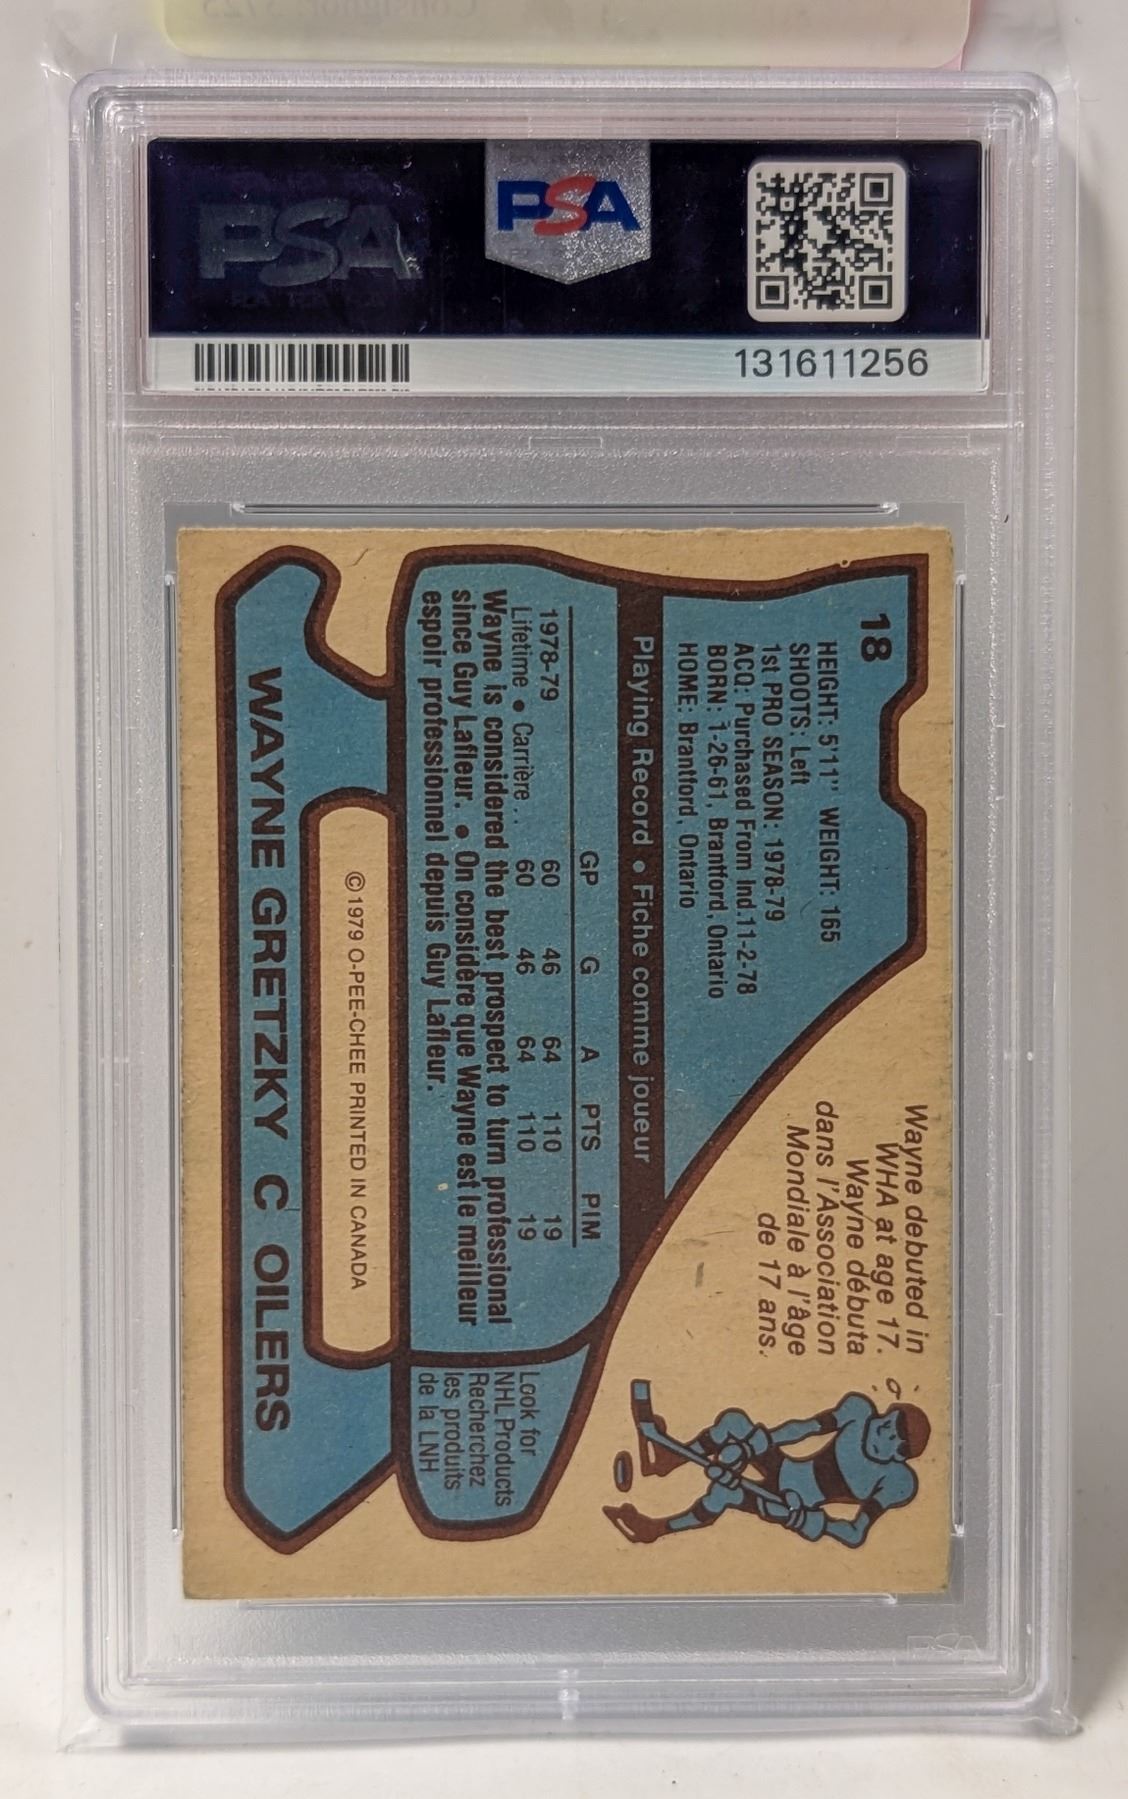 PSA
PSA
131611256
18
HEIGHT: 5'11" WEIGHT: 165
SHOOTS: Left
1st PRO SEASON: 1978-79
ACQ: Purchased From Ind. 11-2-78
BORN: 1-26-61, Brantford, Ontario
HOME: Brantford, Ontario
Wayne debuted in
WHA at age 17.
Wayne débuta
dans l'Association
Mondiale à l'âge
de 17 ans.
Playing Record • Fiche comme joueur
GP G A PTS PIM
1978-79 60 46 64 110 19
Lifetime • Carrière . . 60 46 64 110 19
Wayne is considered the best prospect to turn professional
since Guy Lafleur. • On considère que Wayne est le meilleur
espoir professionnel depuis Guy Lafleur.
Look for
NHL Products
Recherchez
les produits
de la LNH
©1979 O-PEE-CHEE PRINTED IN CANADA
WAYNE GRETZKY C OILERS
PSA